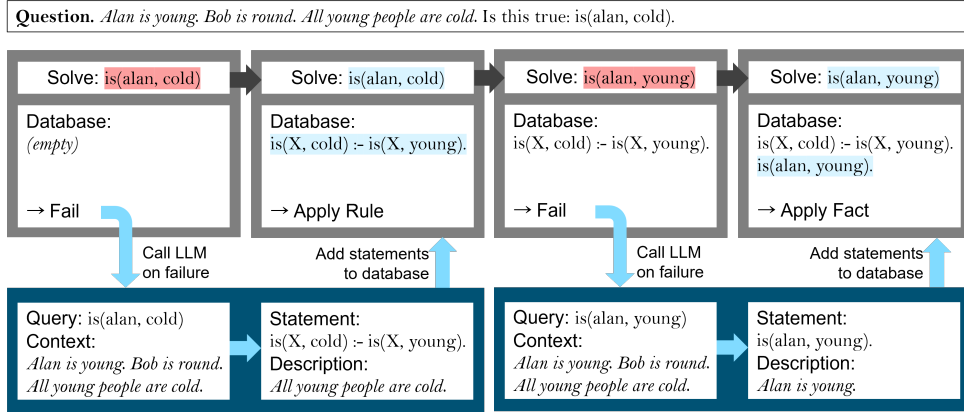 Question. Alan is young. Bob is round. All young people are cold. Is this true: is(alan, cold).
Solve: is(alan, cold)
Database:
(empty)
→ Fail
Solve: is(alan, cold)
Database:
is(X, cold) :- is(X, young).
→ Apply Rule
Solve: is(alan, young)
Database:
is(X, cold) :- is(X, young).
→ Fail
Solve: is(alan, young)
Database:
is(X, cold) :- is(X, young).
is(alan, young).
→ Apply Fact
Call LLM
on failure
Add statements
to database
Call LLM
on failure
Add statements
to database
Query: is(alan, cold)
Context:
Alan is young. Bob is round.
All young people are cold.
Statement:
is(X, cold) :- is(X, young).
Description:
All young people are cold.
Query: is(alan, young)
Context:
Alan is young. Bob is round.
All young people are cold.
Statement:
is(alan, young).
Description:
Alan is young.